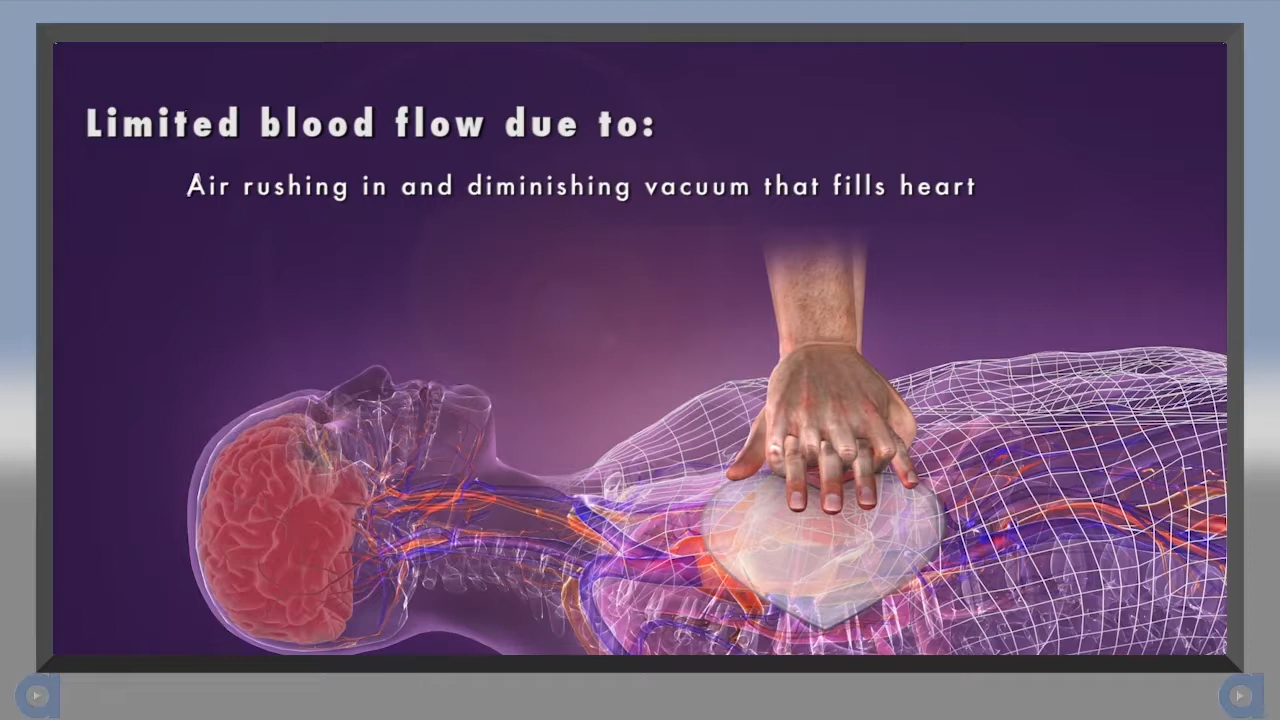 Limited blood flow due to:
Air rushing in and diminishing vacuum that fills heart